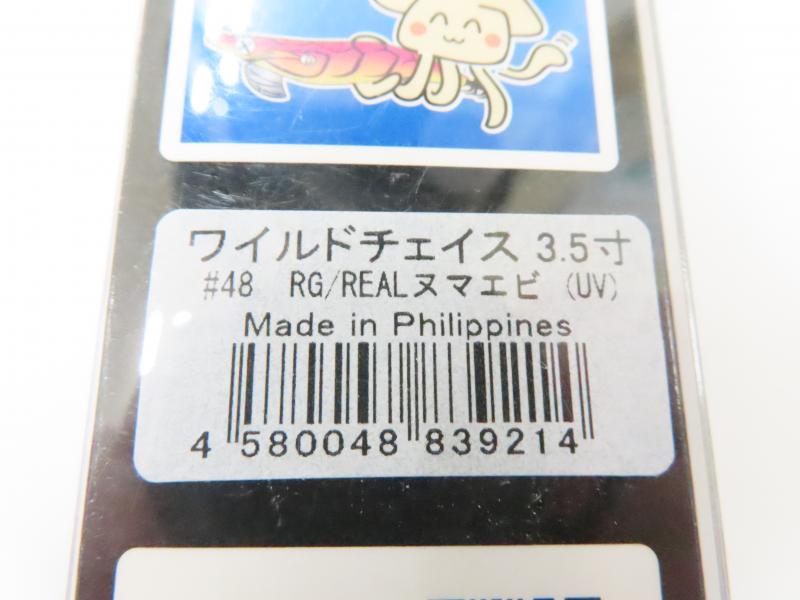 ワイルドチェイス 3.5寸
#48 RG/REALヌマエビ (UV)
Made in Philippines
4 580048 839214